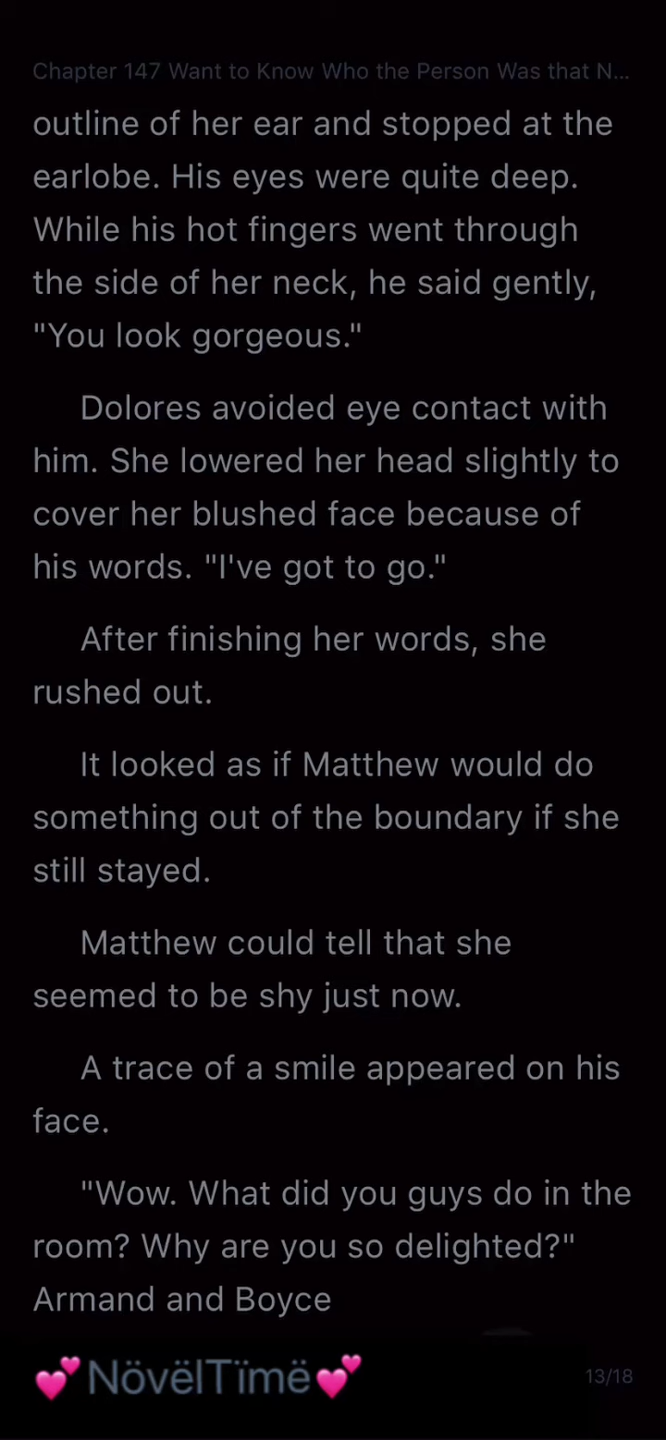 Chapter 147 Want to Know Who the Person Was that N...
outline of her ear and stopped at the
earlobe. His eyes were quite deep.
While his hot fingers went through
the side of her neck, he said gently,
"You look gorgeous."
Dolores avoided eye contact with
him. She lowered her head slightly to
cover her blushed face because of
his words. "I've got to go."
After finishing her words, she
rushed out.
It looked as if Matthew would do
something out of the boundary if she
still stayed.
Matthew could tell that she
seemed to be shy just now.
A trace of a smile appeared on his
face.
"Wow. What did you guys do in the
room? Why are you so delighted?"
Armand and Boyce
💕NövëlTïmë💕
13/18